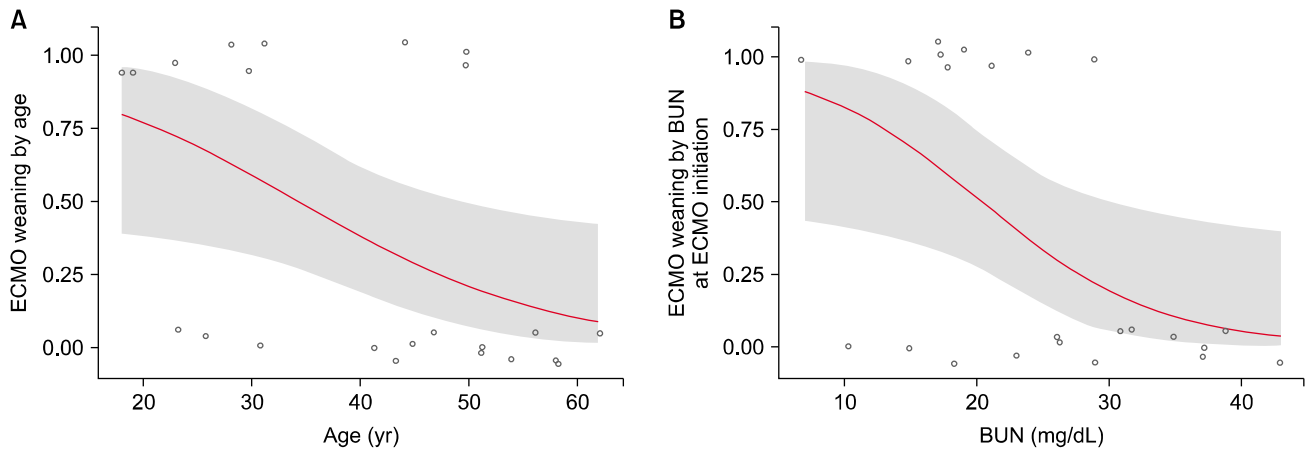 A
ECMO weaning by age
1.00
0.75
0.50
0.25
0.00
20
30
40
50
60
Age (yr)
B
ECMO weaning by BUN
at ECMO initiation
1.00
0.75
0.50
0.25
0.00
10
20
30
40
BUN (mg/dL)